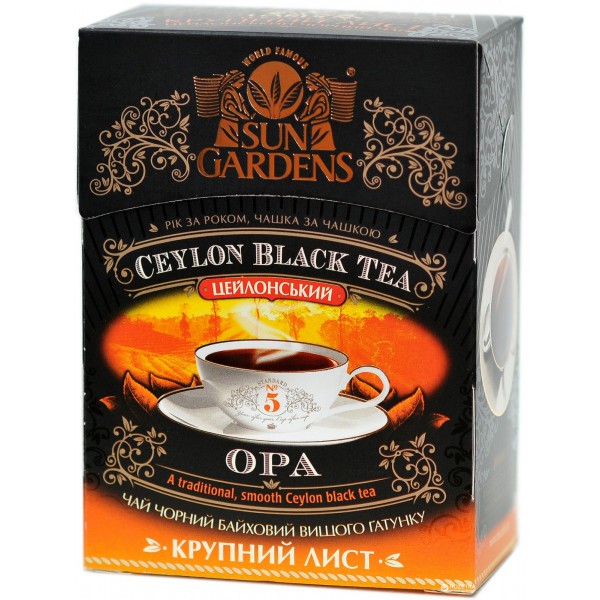 WORLD FAMOUS
®
SUN
GARDENS
РІК ЗА РОКОМ, ЧАШКА ЗА ЧАШКОЮ
CEYLON BLACK TEA
ЦЕЙЛОНСЬКИЙ
STANDARD
№
5
OPA
A traditional, smooth Ceylon black tea
ЧАЙ ЧОРНИЙ БАЙХОВИЙ ВИЩОГО ҐАТУНКУ
КРУПНИЙ ЛИСТ